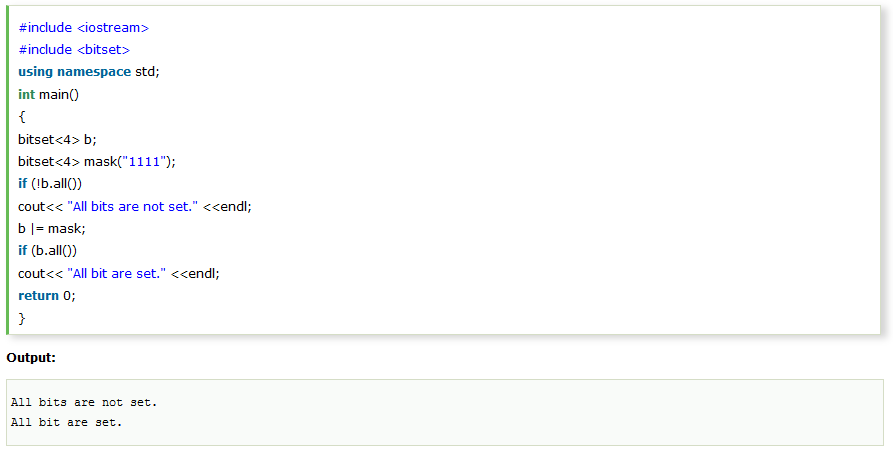 #include <iostream>
#include <bitset>
using namespace std;
int main()
{
bitset<4> b;
bitset<4> mask("1111");
if (!b.all())
cout<< "All bits are not set." <<endl;
b |= mask;
if (b.all())
cout<< "All bit are set." <<endl;
return 0;
}
Output:
All bits are not set.
All bit are set.